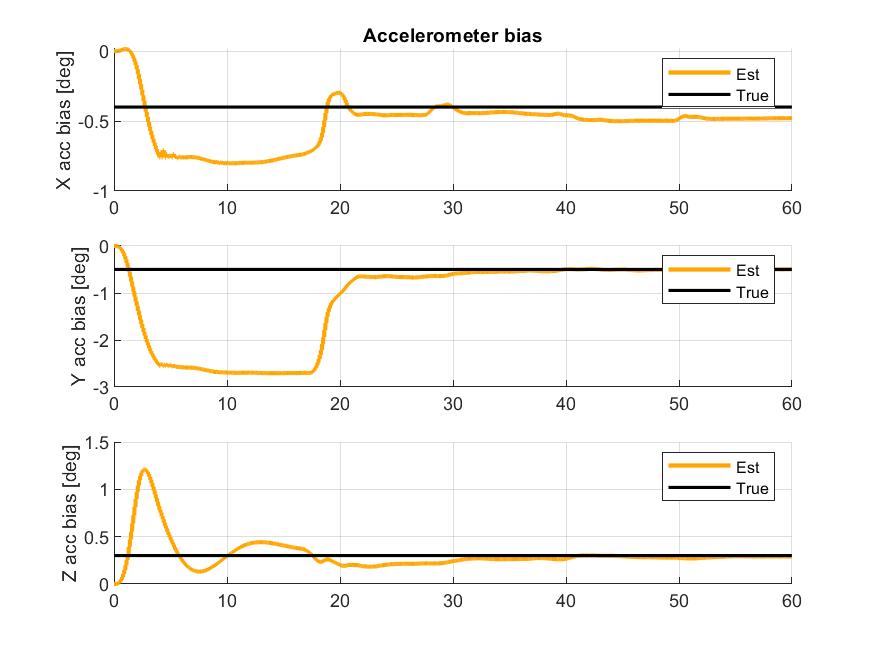 Accelerometer bias
X acc bias [deg]
0
-0.5
-1
Est
True
0 10 20 30 40 50 60
Y acc bias [deg]
0
-1
-2
-3
Est
True
0 10 20 30 40 50 60
Z acc bias [deg]
1.5
1
0.5
0
Est
True
0 10 20 30 40 50 60